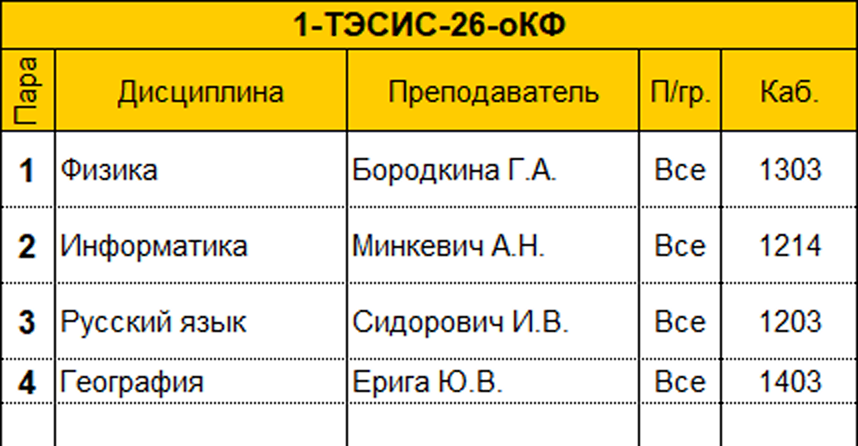 1-ТЭСИС-26-оКФ
Пара Дисциплина Преподаватель П/гр. Каб.
1 Физика Бородкина Г.А. Все 1303
2 Информатика Минкевич А.Н. Все 1214
3 Русский язык Сидорович И.В. Все 1203
4 География Ерига Ю.В. Все 1403